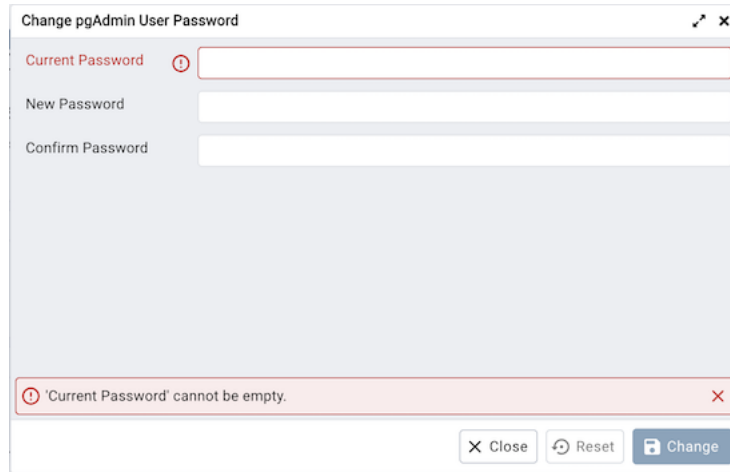 Change pgAdmin User Password
Current Password
New Password
Confirm Password
'Current Password' cannot be empty.
Close Reset Change